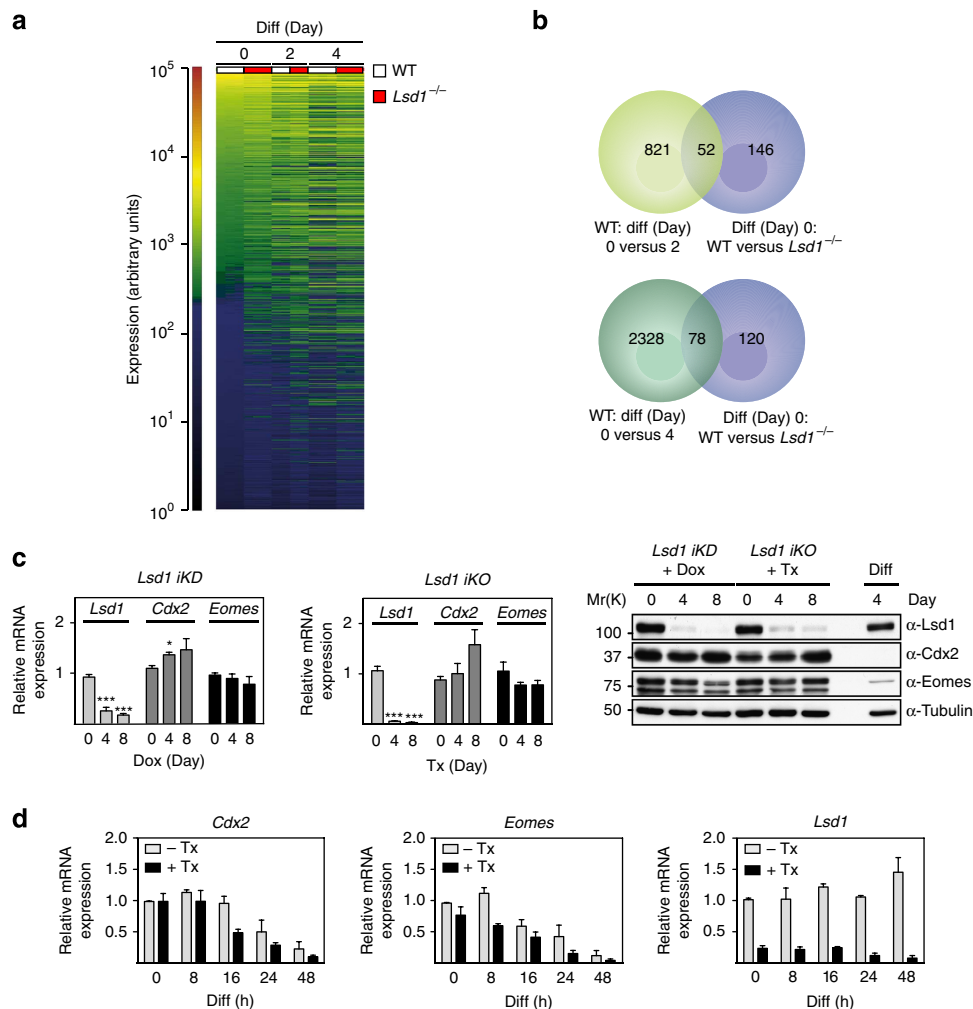 a
Diff (Day)
0 2 4
WT
Lsd1–/–
Expression (arbitrary units)
10^5
10^4
10^3
10^2
10^1
10^0
b
821 52 146
WT: diff (Day)
0 versus 2
Diff (Day) 0:
WT versus Lsd1–/–
2328 78 120
WT: diff (Day)
0 versus 4
Diff (Day) 0:
WT versus Lsd1–/–
c
Lsd1 iKD
Lsd1 Cdx2 Eomes
Relative mRNA
expression
2
1
*** *** *
0 4 8 0 4 8 0 4 8
Dox (Day)
Lsd1 iKO
Lsd1 Cdx2 Eomes
Relative mRNA
expression
2
1
*** ***
0 4 8 0 4 8 0 4 8
Tx (Day)
Lsd1 iKD
+ Dox
Lsd1 iKO
+ Tx
Diff
Mr(K) 0 4 8 0 4 8 4 Day
100 α-Lsd1
37 α-Cdx2
75 α-Eomes
50 α-Tubulin
d
Cdx2
Relative mRNA
expression
2.0
1.5
1.0
0.5
– Tx
+ Tx
0 8 16 24 48
Diff (h)
Eomes
Relative mRNA
expression
2.0
1.5
1.0
0.5
– Tx
+ Tx
0 8 16 24 48
Diff (h)
Lsd1
Relative mRNA
expression
2.0
1.5
1.0
0.5
– Tx
+ Tx
0 8 16 24 48
Diff (h)